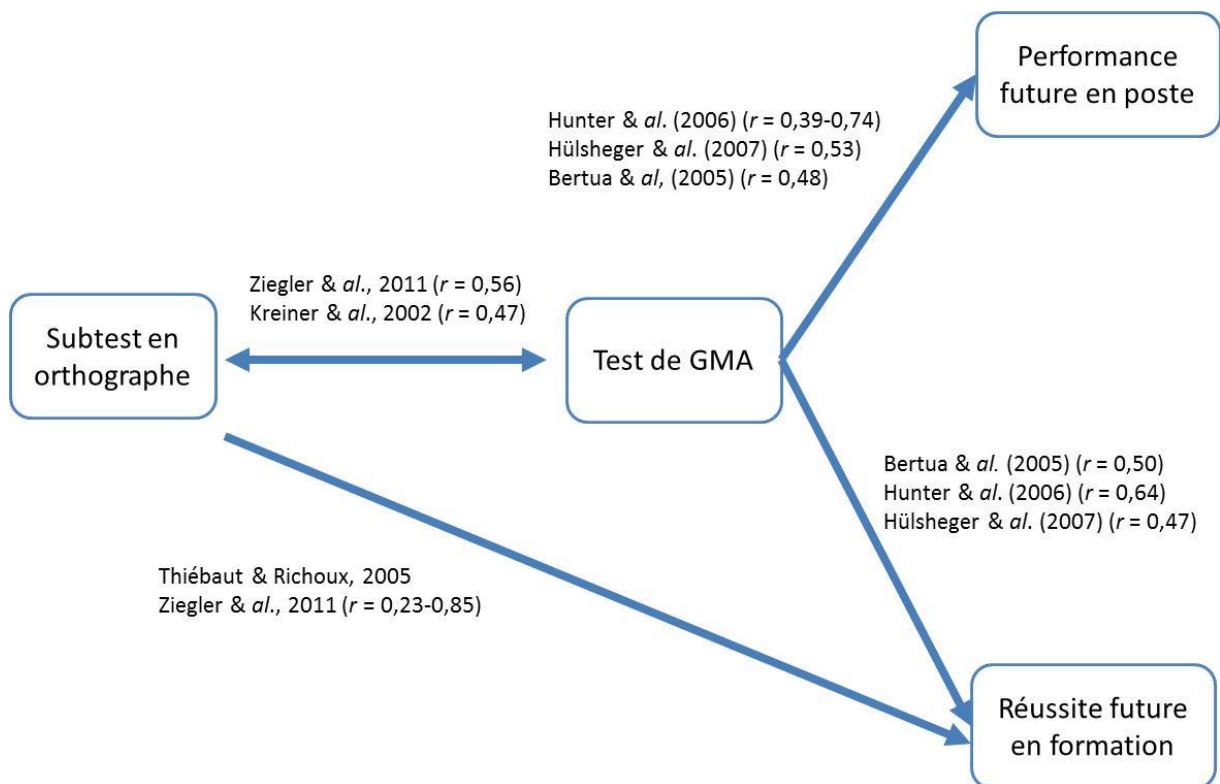 Performance
future en poste
Hunter & al. (2006) (r = 0,39-0,74)
Hülsheger & al. (2007) (r = 0,53)
Bertua & al, (2005) (r = 0,48)
Ziegler & al., 2011 (r = 0,56)
Kreiner & al., 2002 (r = 0,47)
Subtest en
orthographe
Test de GMA
Bertua & al. (2005) (r = 0,50)
Hunter & al. (2006) (r = 0,64)
Hülsheger & al. (2007) (r = 0,47)
Thiébaut & Richoux, 2005
Ziegler & al., 2011 (r = 0,23-0,85)
Réussite future
en formation